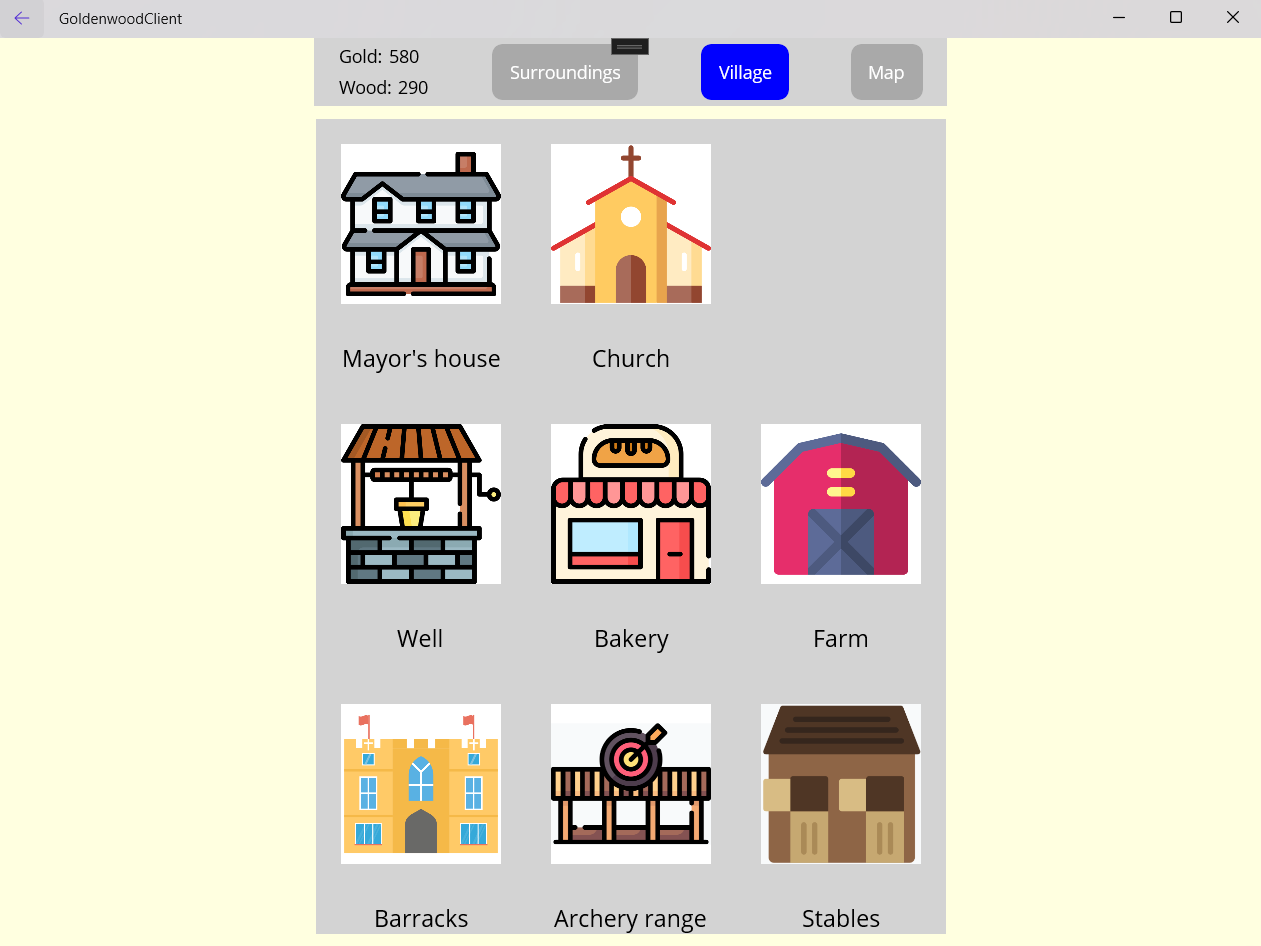 GoldenwoodClient
Gold: 580
Wood: 290
Surroundings
Village
Map
Mayor's house
Church
Well
Bakery
Farm
Barracks
Archery range
Stables